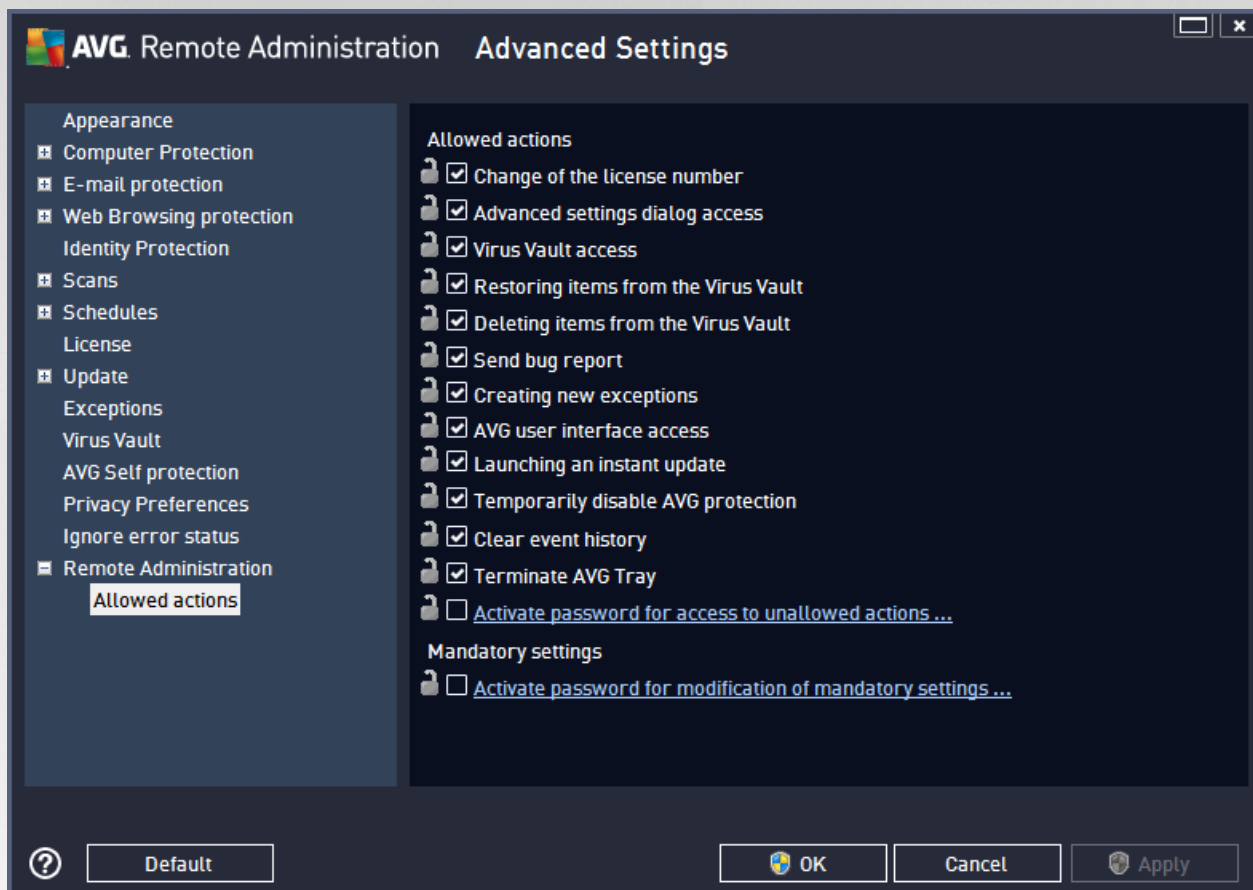 AVG. Remote Administration Advanced Settings
Appearance
Computer Protection
E-mail protection
Web Browsing protection
Identity Protection
Scans
Schedules
License
Update
Exceptions
Virus Vault
AVG Self protection
Privacy Preferences
Ignore error status
Remote Administration
Allowed actions
Allowed actions
Change of the license number
Advanced settings dialog access
Virus Vault access
Restoring items from the Virus Vault
Deleting items from the Virus Vault
Send bug report
Creating new exceptions
AVG user interface access
Launching an instant update
Temporarily disable AVG protection
Clear event history
Terminate AVG Tray
Activate password for access to unallowed actions ...
Mandatory settings
Activate password for modification of mandatory settings ...
Default
OK
Cancel
Apply